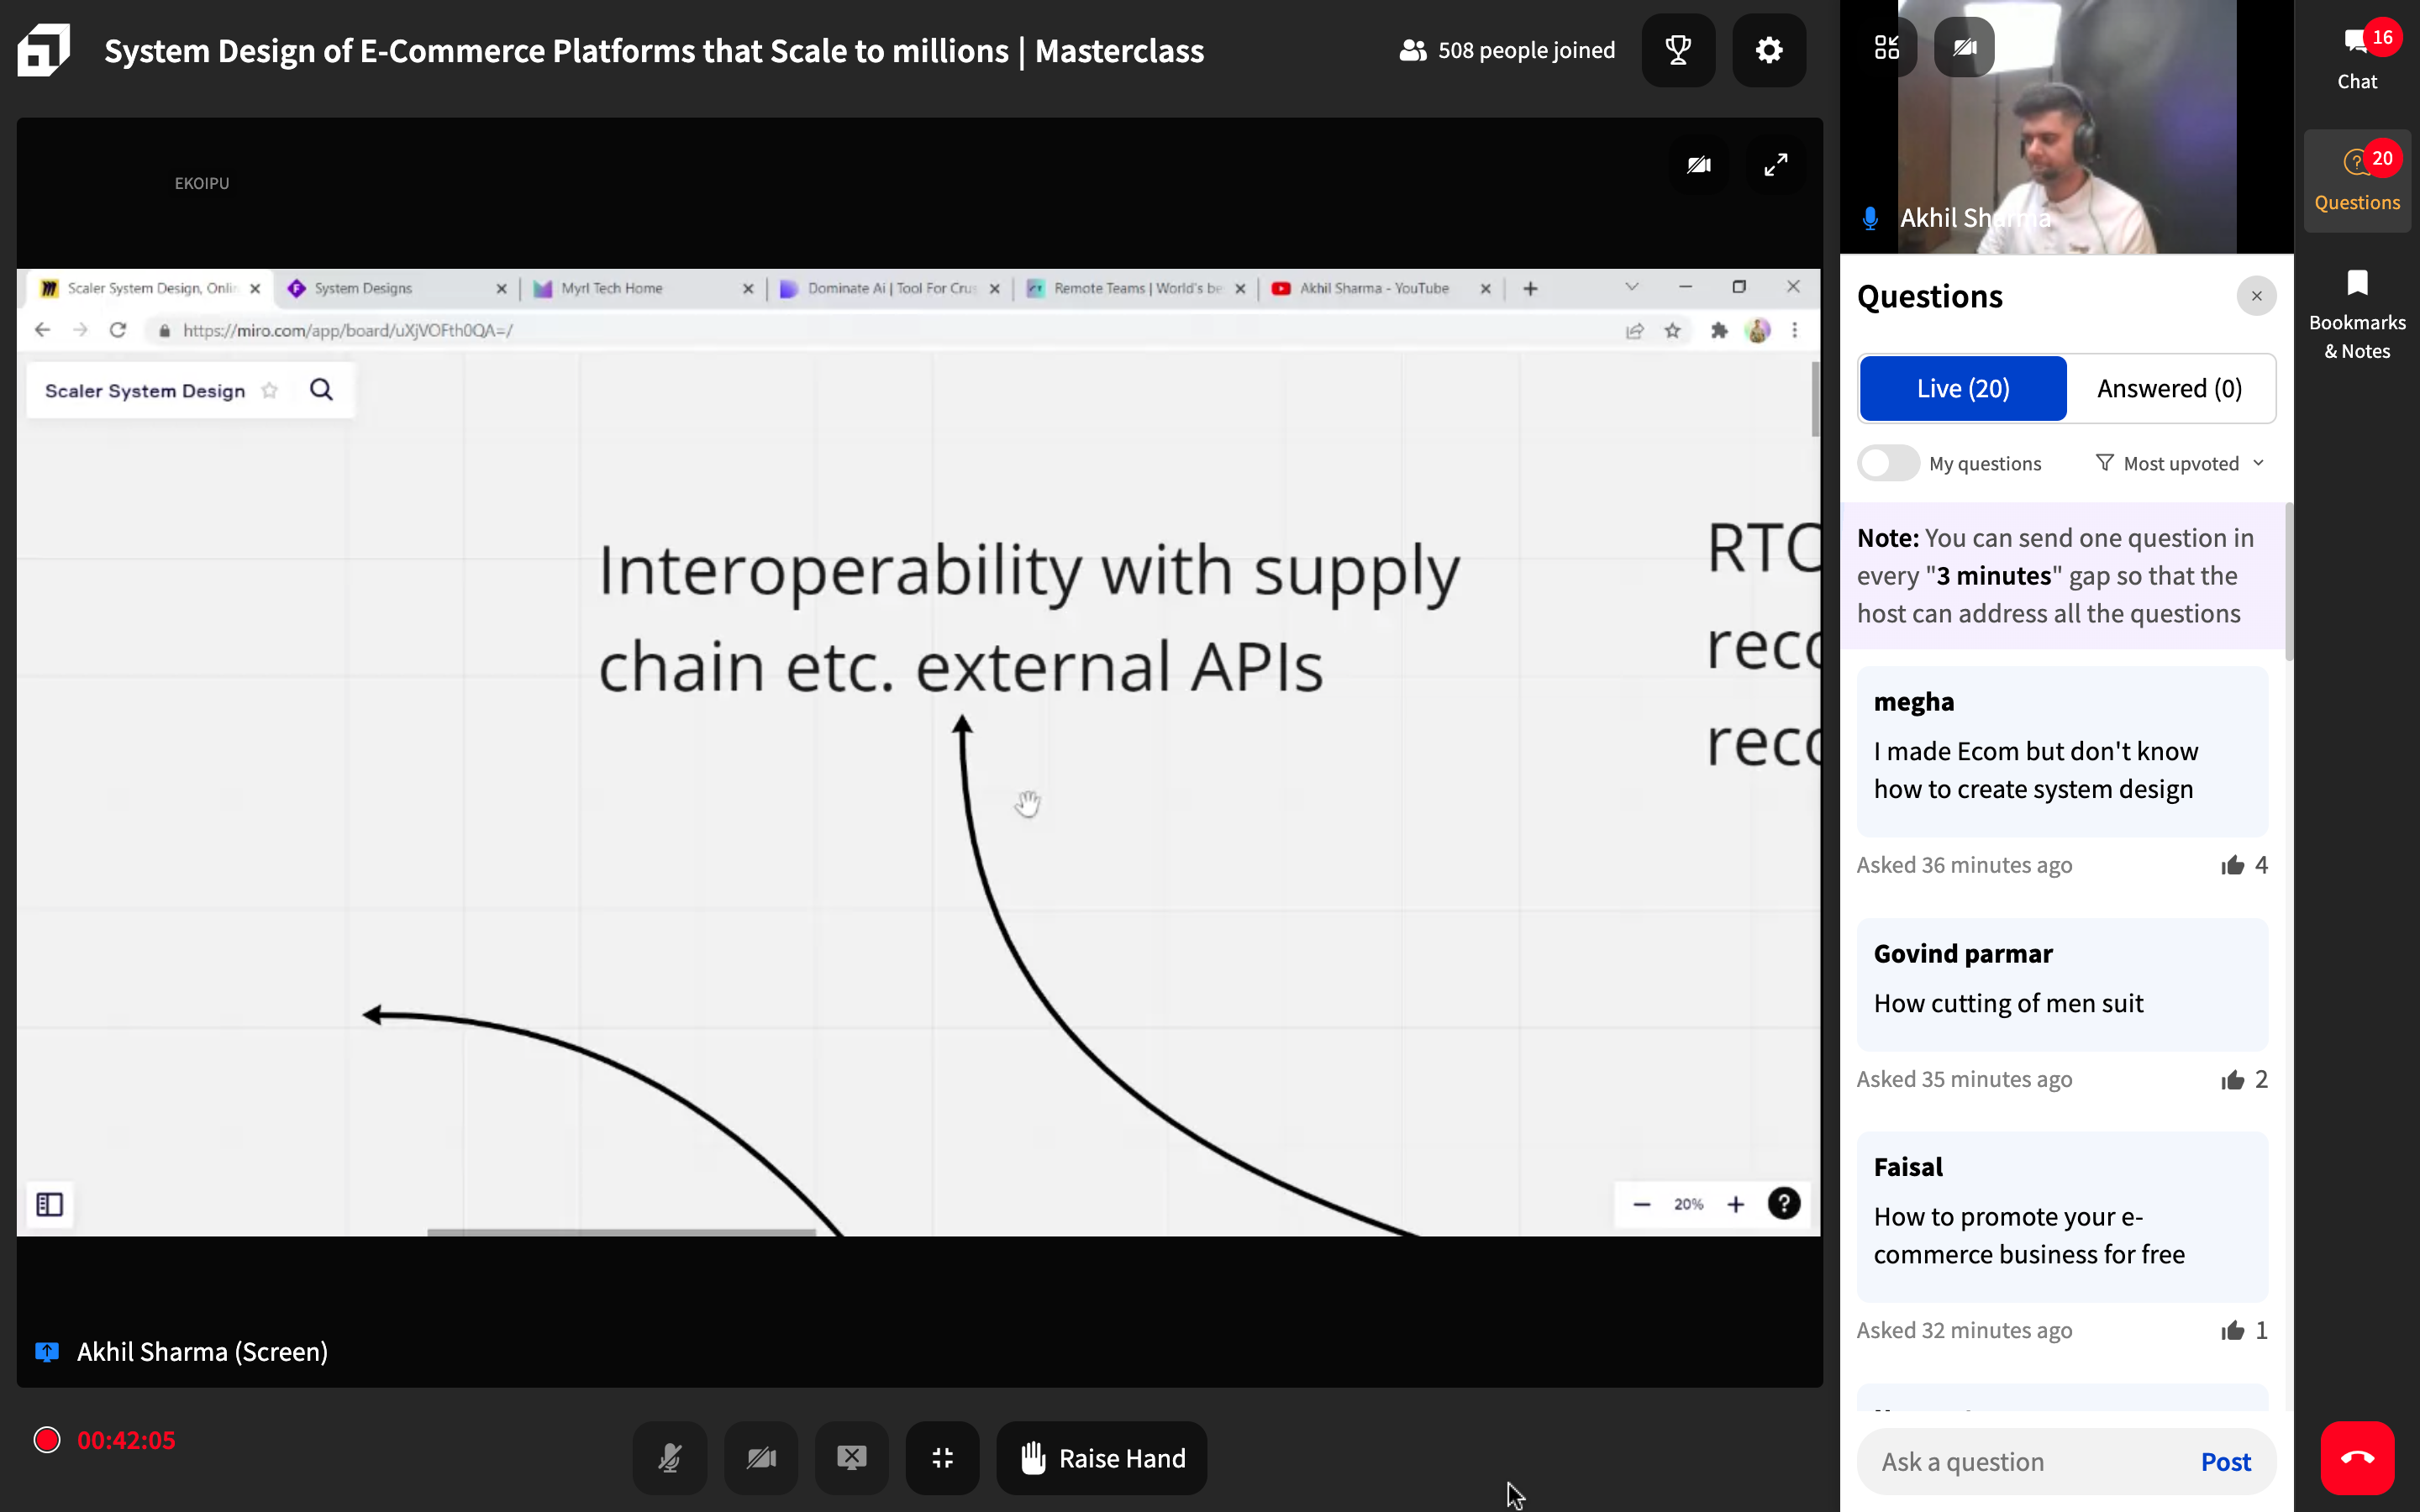 System Design of E-Commerce Platforms that Scale to millions | Masterclass
508 people joined
EKOIPU
Scaler System Design, Onlin
System Designs
Myrl Tech Home
Dominate Ai | Tool For Crus
Remote Teams | World's be
Akhil Sharma - YouTube
https://miro.com/app/board/uXjVOFth0QA=/
Scaler System Design
Interoperability with supply
chain etc. external APIs
RTO
reco
reco
20%
?
Akhil Sharma (Screen)
00:42:05
Raise Hand
Akhil Sharma
Questions
Live (20)
Answered (0)
My questions
Most upvoted
Note: You can send one question in
every "3 minutes" gap so that the
host can address all the questions
megha
I made Ecom but don't know
how to create system design
Asked 36 minutes ago
4
Govind parmar
How cutting of men suit
Asked 35 minutes ago
2
Faisal
How to promote your e-
commerce business for free
Asked 32 minutes ago
1
Ask a question
Post
16
Chat
20
Questions
Bookmarks
& Notes